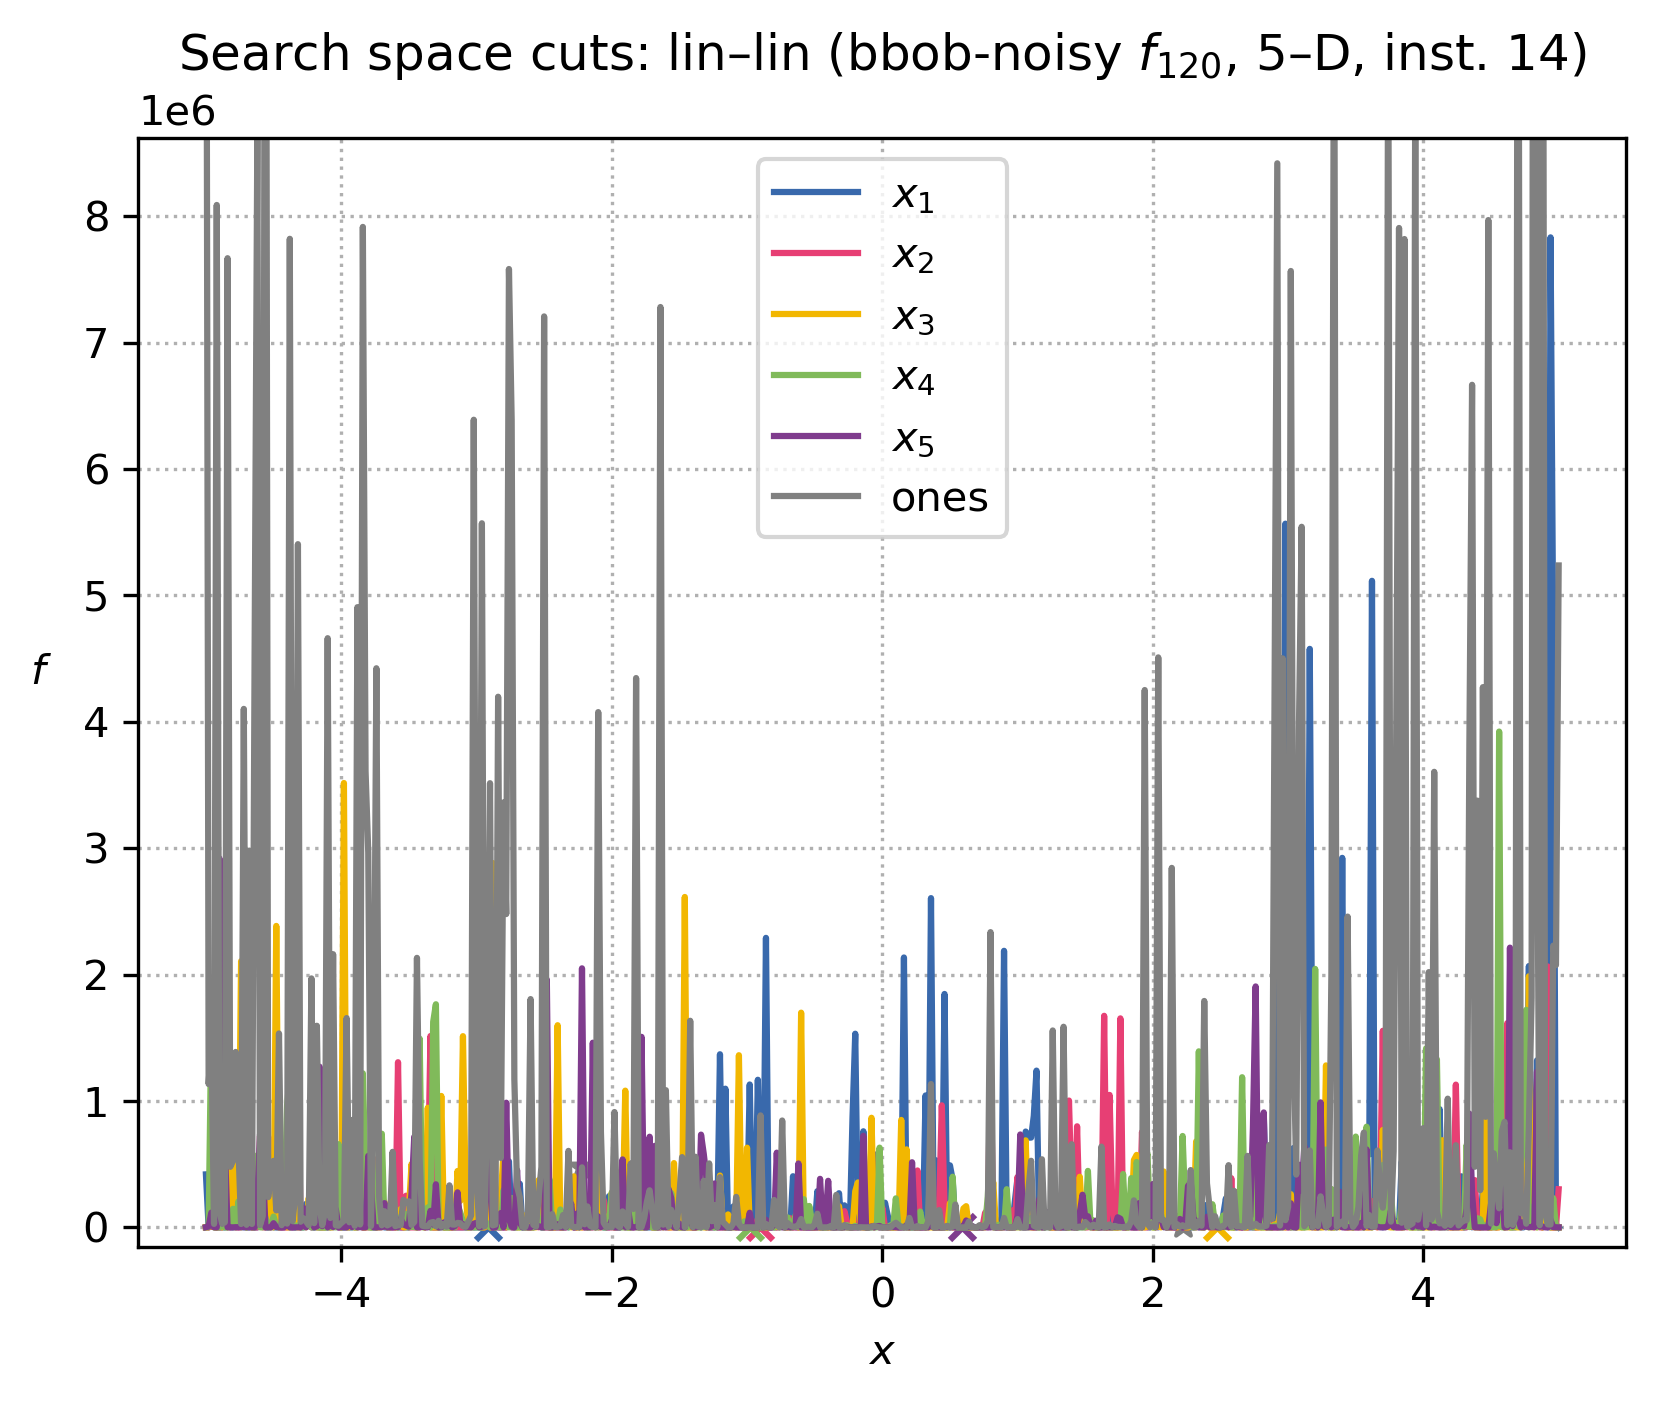 Search space cuts: lin–lin (bbob-noisy f₁₂₀, 5–D, inst. 14)
1e6
x₁
x₂
x₃
x₄
x₅
ones
8
7
6
5
4
3
2
1
0
f
−4 −2 0 2 4
x